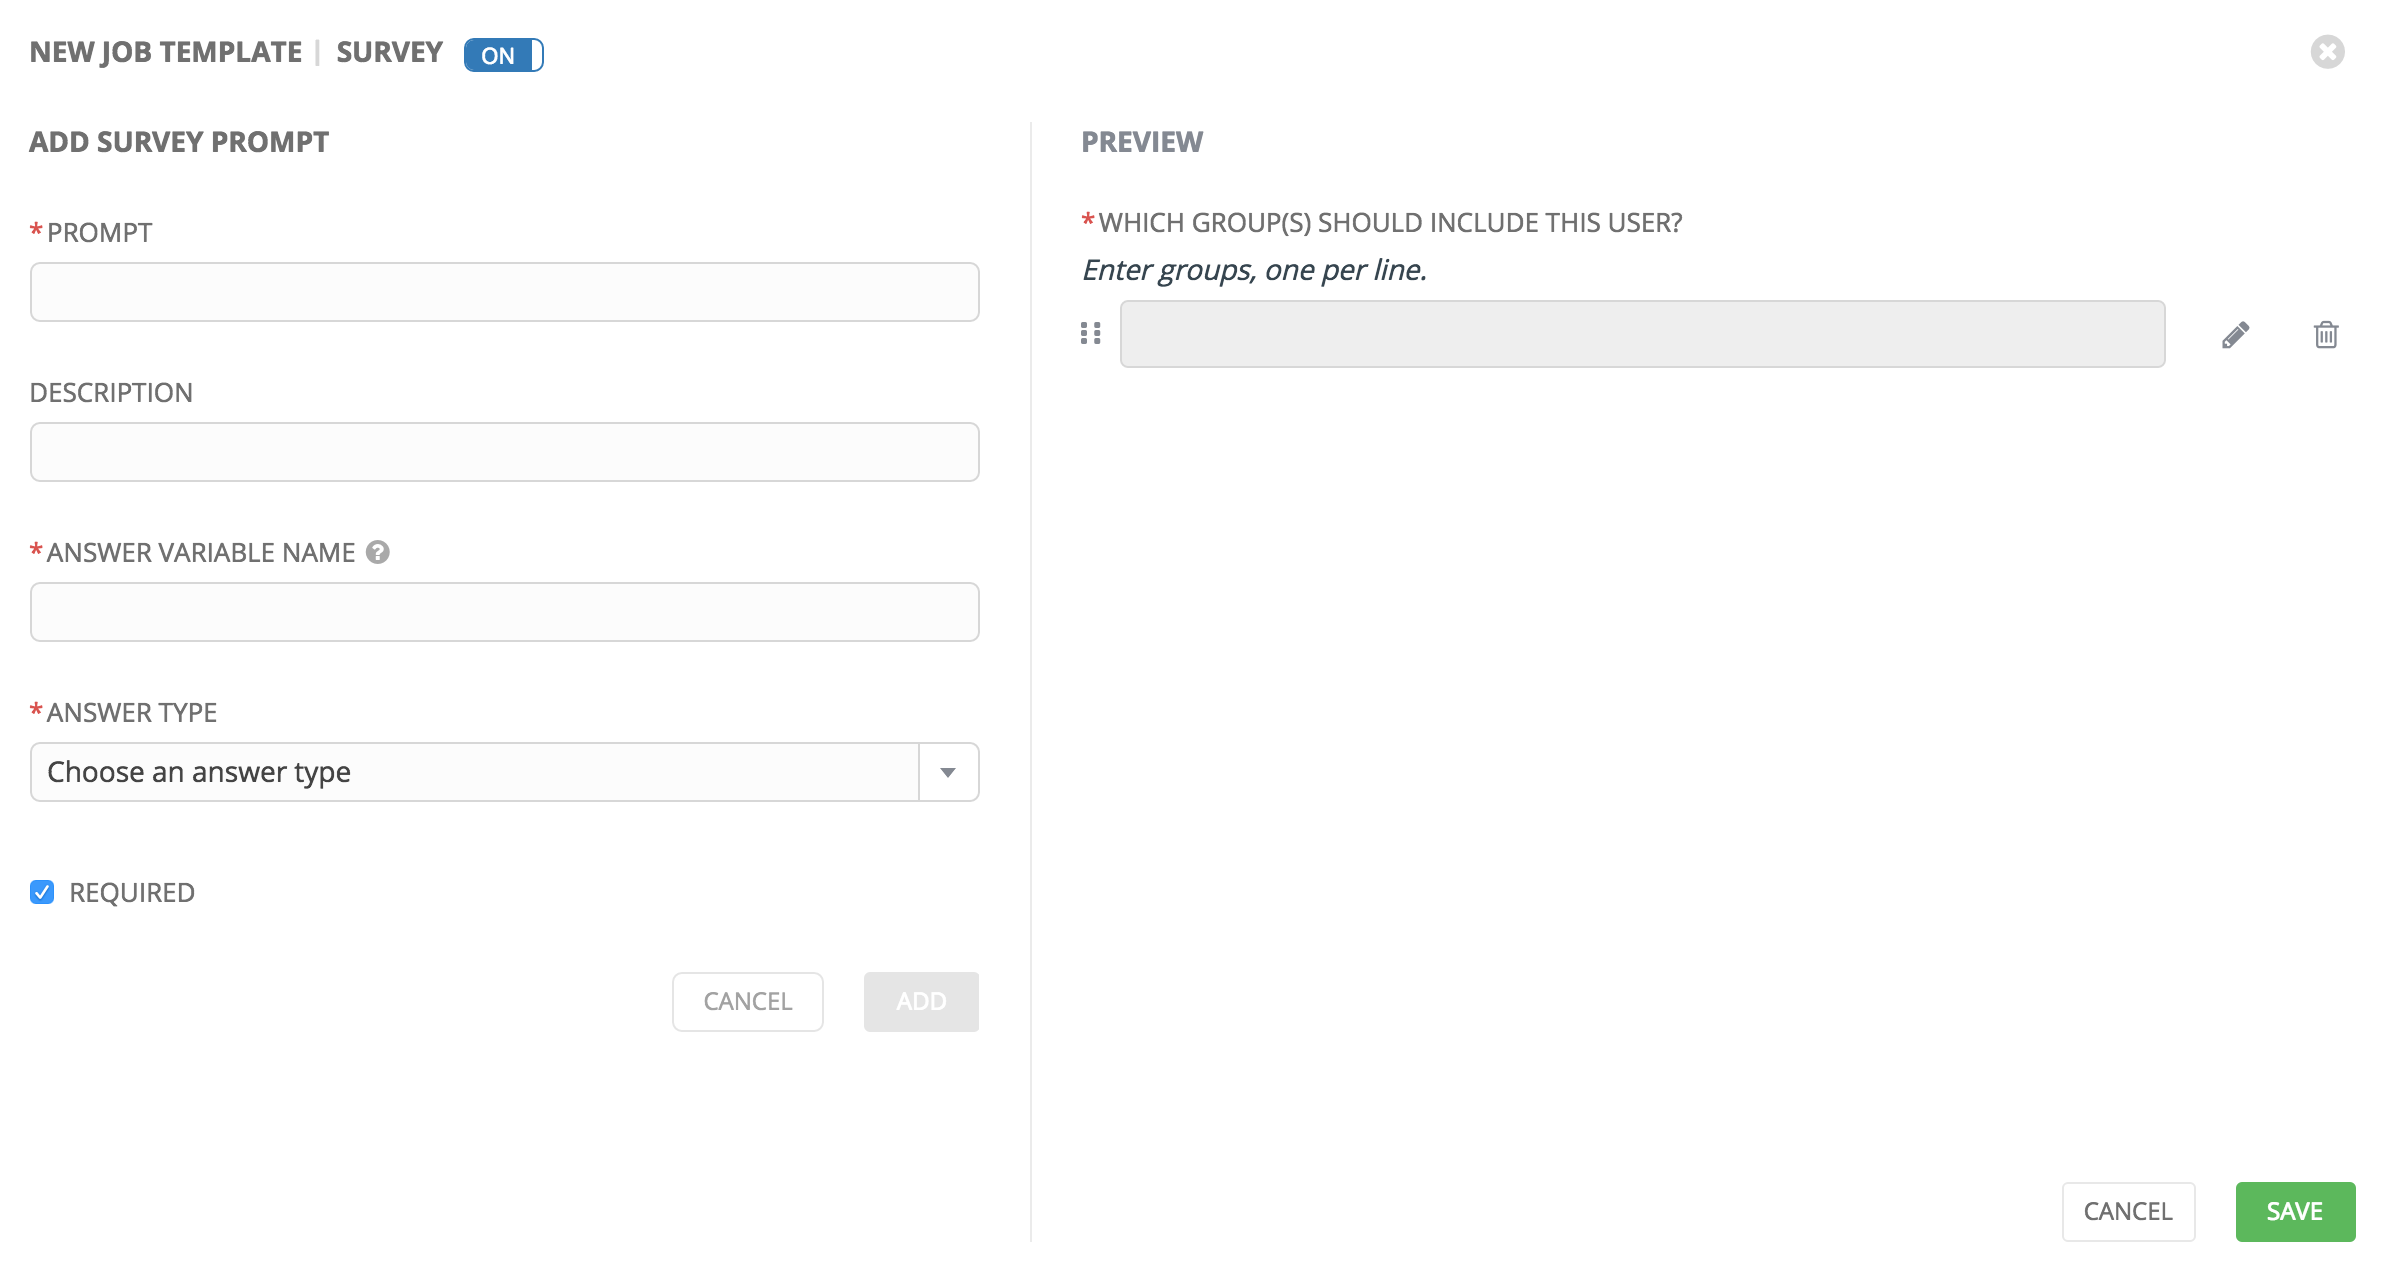 NEW JOB TEMPLATE | SURVEY ON
ADD SURVEY PROMPT
* PROMPT
DESCRIPTION
* ANSWER VARIABLE NAME ?
* ANSWER TYPE
Choose an answer type
REQUIRED
CANCEL ADD
PREVIEW
* WHICH GROUP(S) SHOULD INCLUDE THIS USER?
Enter groups, one per line.
CANCEL SAVE